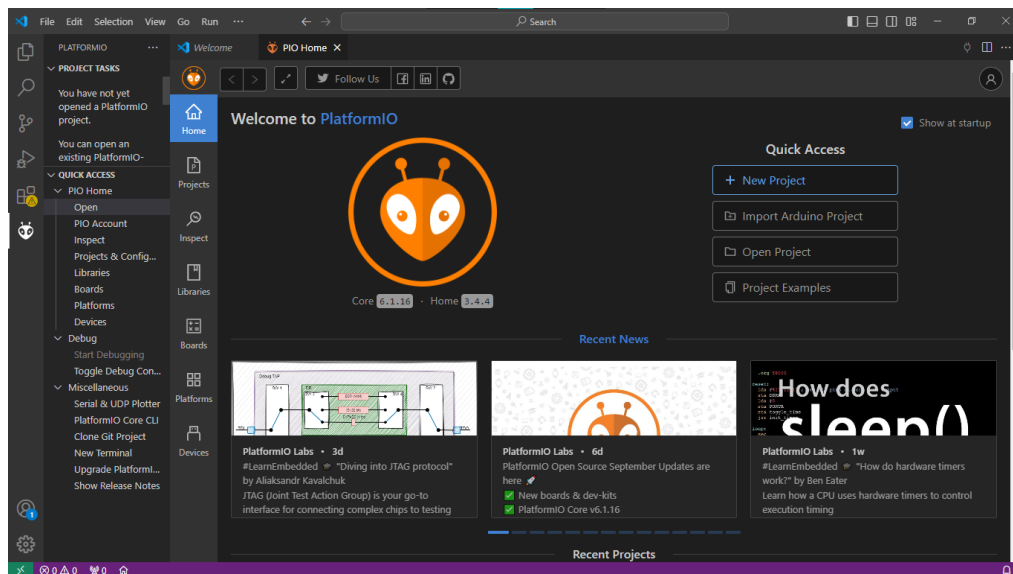 File Edit Selection View Go Run ···
Search
PLATFORMIO ···
Welcome
PIO Home
PROJECT TASKS
You have not yet
opened a PlatformIO
project.
You can open an
existing PlatformIO-
QUICK ACCESS
PIO Home
Open
PIO Account
Inspect
Projects & Config...
Libraries
Boards
Platforms
Devices
Debug
Start Debugging
Toggle Debug Con...
Miscellaneous
Serial & UDP Plotter
PlatformIO Core CLI
Clone Git Project
New Terminal
Upgrade PlatformI...
Show Release Notes
1
Home
Projects
Inspect
Libraries
Boards
Platforms
Devices
Follow Us
Welcome to PlatformIO
Show at startup
Core 6.1.16 · Home 3.4.4
Quick Access
+ New Project
Import Arduino Project
Open Project
Project Examples
Recent News
Debug TAP
PlatformIO Labs • 3d
#LearnEmbedded "Diving into JTAG protocol"
by Aliaksandr Kavalchuk
JTAG (Joint Test Action Group) is your go-to
interface for connecting complex chips to testing
PlatformIO Labs • 6d
PlatformIO Open Source September Updates are
here
New boards & dev-kits
PlatformIO Core v6.1.16
How does
sleep()
PlatformIO Labs • 1w
#LearnEmbedded "How do hardware timers
work?" by Ben Eater
Learn how a CPU uses hardware timers to control
execution timing
Recent Projects
0 0 0